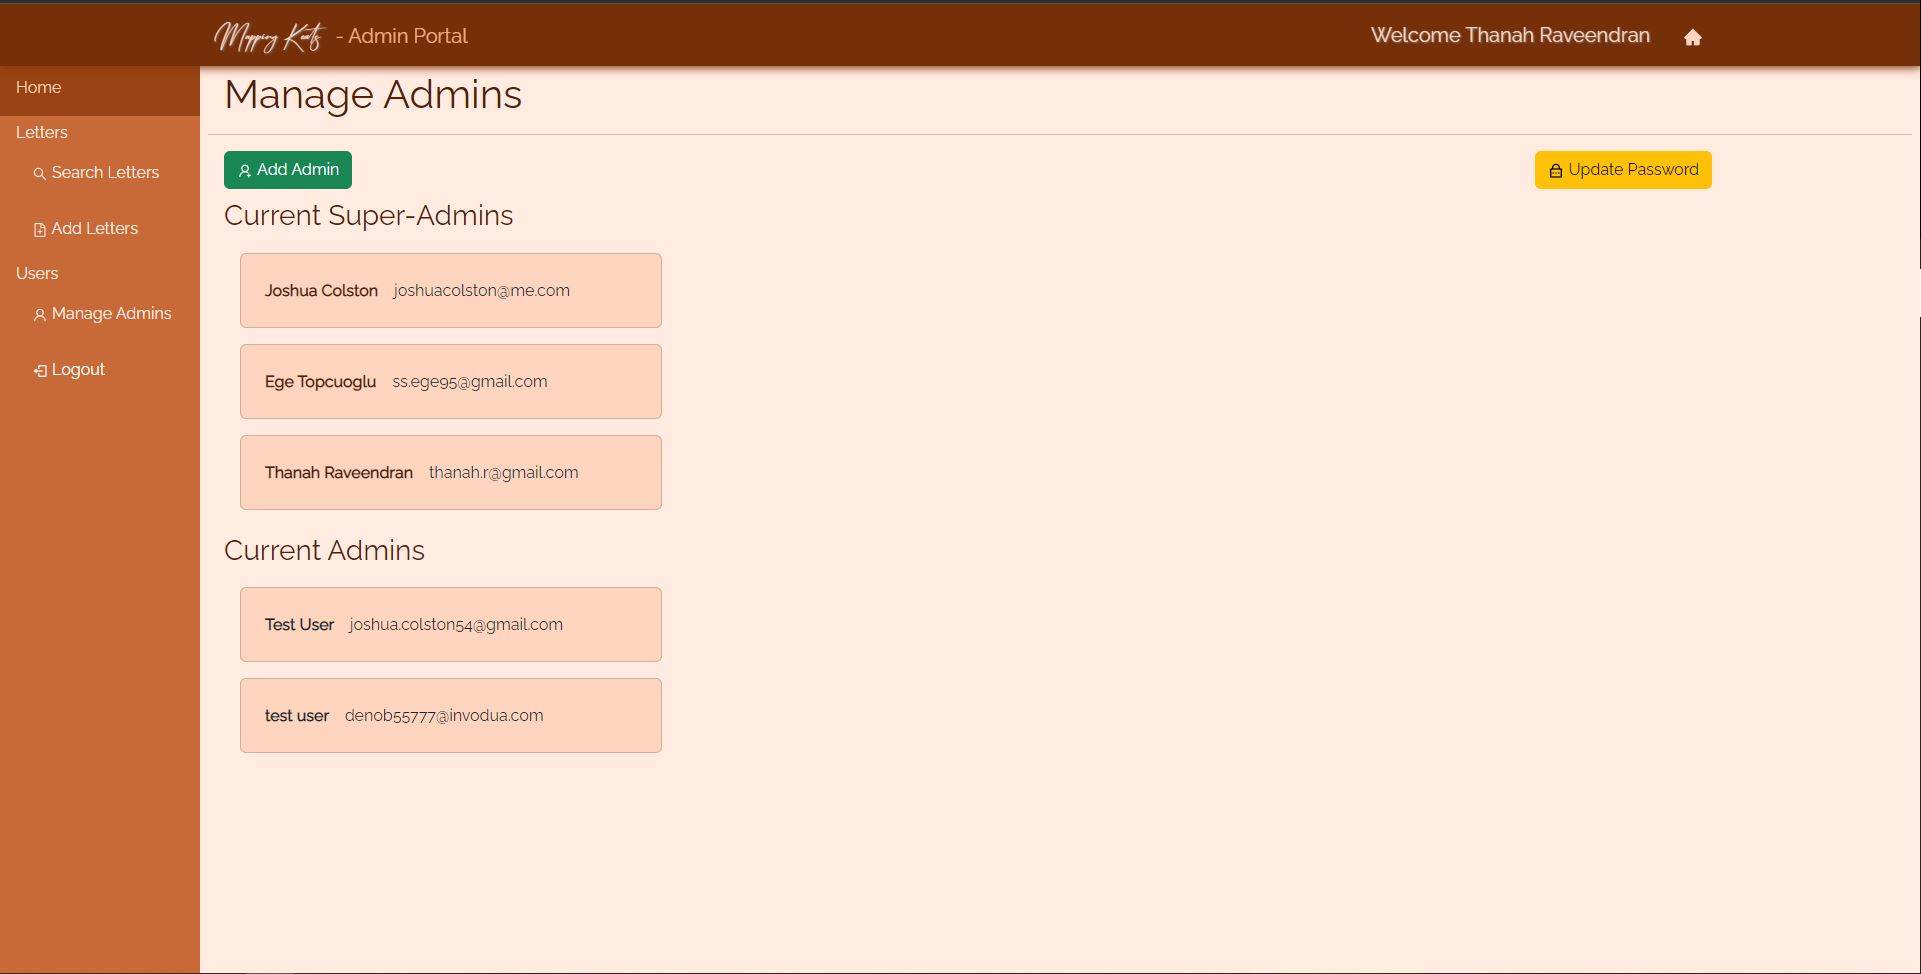 Mapping Keats - Admin Portal
Welcome Thanah Raveendran
Home
Letters
Search Letters
Add Letters
Users
Manage Admins
Logout
Manage Admins
Add Admin
Update Password
Current Super-Admins
Joshua Colston joshuacolston@me.com
Ege Topcuoglu ss.ege95@gmail.com
Thanah Raveendran thanah.r@gmail.com
Current Admins
Test User joshua.colston54@gmail.com
test user denob55777@invodua.com